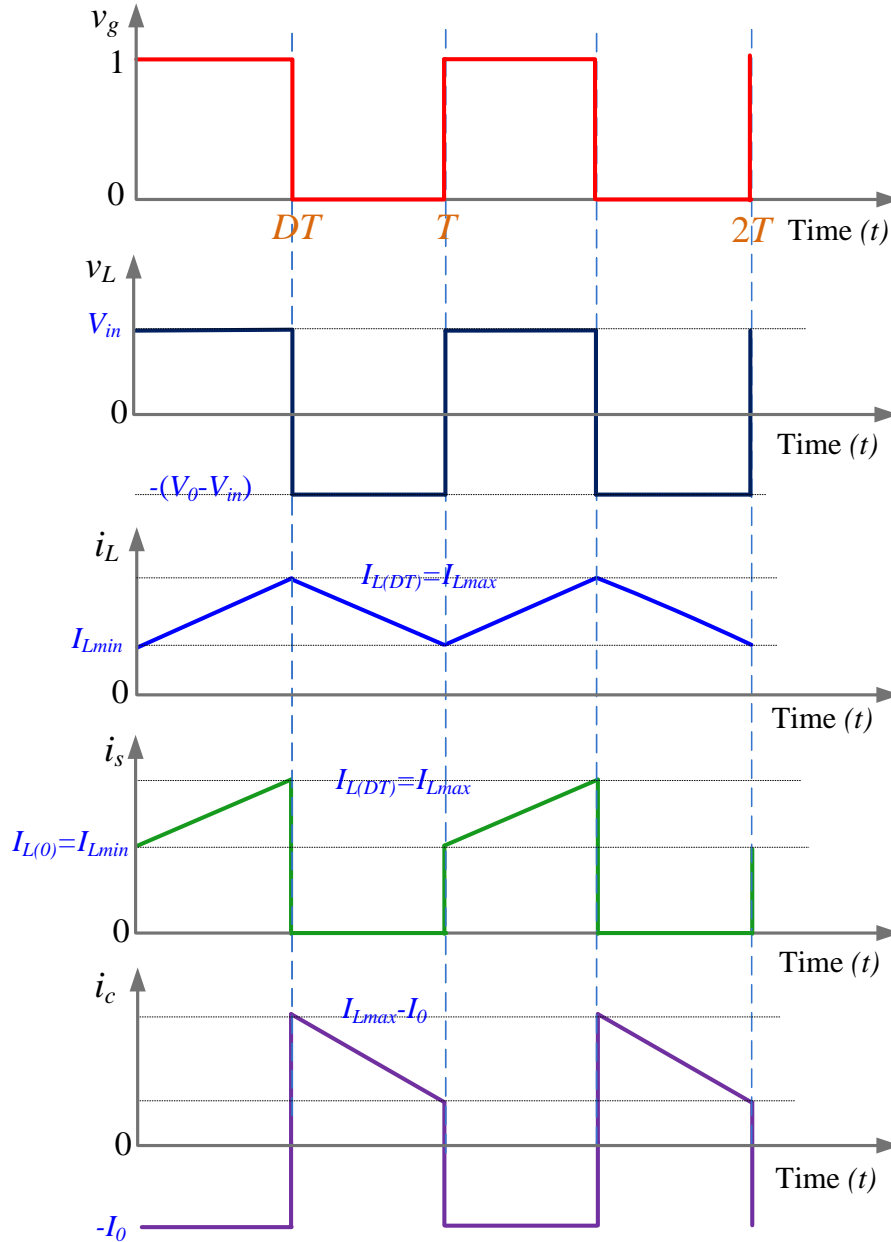 v_g
1
0
DT T 2T Time (t)
v_L
V_in
0
Time (t)
-(V_0-V_in)
i_L
I_L(DT)=I_Lmax
I_Lmin
0
Time (t)
i_s
I_L(DT)=I_Lmax
I_L(0)=I_Lmin
0
Time (t)
i_c
I_Lmax-I_0
0
Time (t)
-I_0